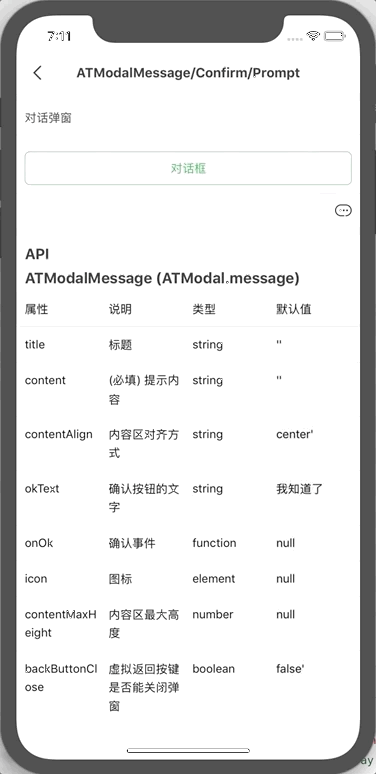 7:11
ATModalMessage/Confirm/Prompt
对话弹窗
对话框
API
ATModalMessage (ATModal.message)
属性 说明 类型 默认值
title 标题 string ''
content (必填) 提示内 string ''
容
contentAlign 内容区对齐方 string center'
式
okText 确认按钮的文 string 我知道了
字
onOk 确认事件 function null
icon 图标 element null
contentMaxH 内容区最大高 number null
eight 度
backButtonCl 虚拟返回按键 boolean false'
ose 是否能关闭弹
窗
ay